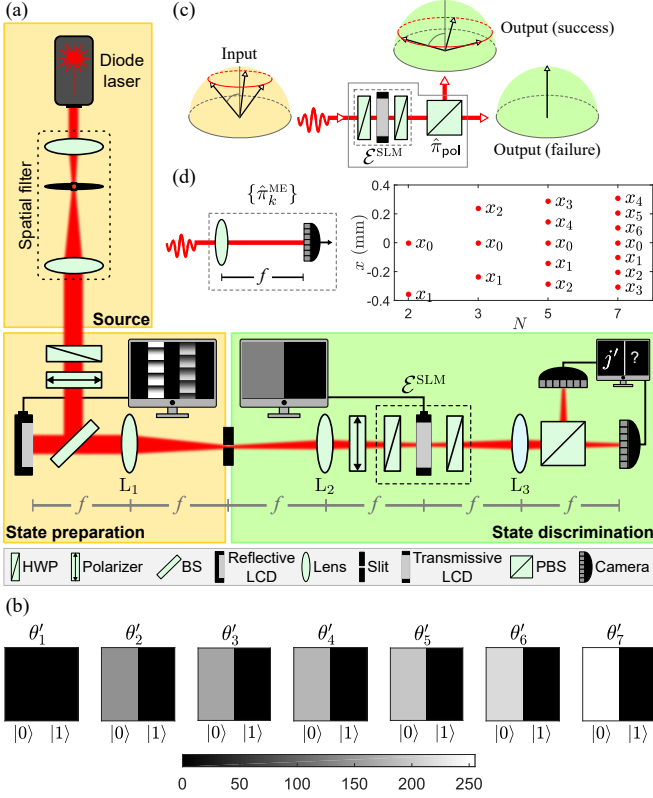 (a)
Diode
laser
Spatial filter
Source
(c)
Input
Output (success)
ℰ^SLM
π̂_pol
Output (failure)
(d)
{π̂_k^ME}
f
x (mm)
0.4
0.2
0
-0.2
-0.4
x_0
x_1
x_2
x_0
x_1
x_3
x_4
x_0
x_1
x_2
x_4
x_5
x_6
x_0
x_1
x_2
x_3
2
3
5
7
N
ℰ^SLM
j′ ?
L_1
L_2
L_3
f f f f f f
State preparation
State discrimination
HWP
Polarizer
BS
Reflective
LCD
Lens
Slit
Transmissive
LCD
PBS
Camera
(b)
θ′_1 θ′_2 θ′_3 θ′_4 θ′_5 θ′_6 θ′_7
|0⟩ |1⟩ |0⟩ |1⟩ |0⟩ |1⟩ |0⟩ |1⟩ |0⟩ |1⟩ |0⟩ |1⟩ |0⟩ |1⟩
0 50 100 150 200 250